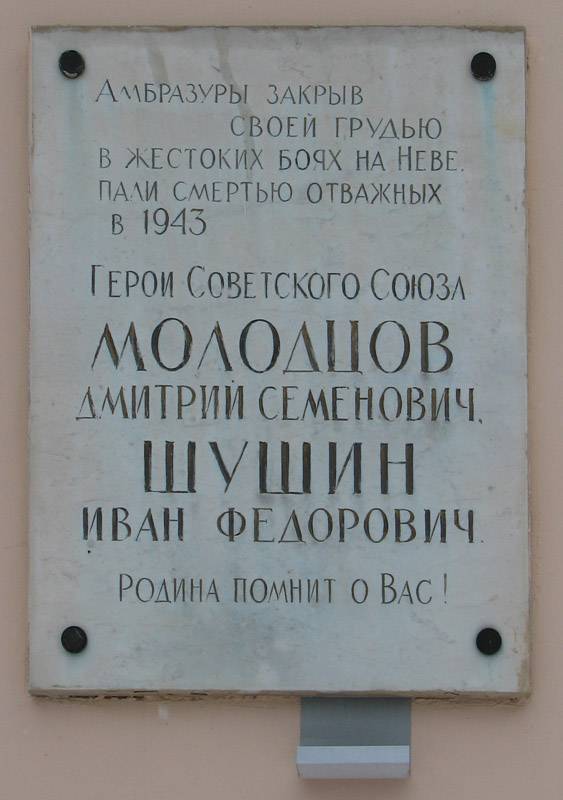 Амбразуры закрыв
своей грудью
в жестоких боях на Неве.
пали смертью отважных
в 1943
Герои Советского Союза
МОЛОДЦОВ
ДМИТРИЙ СЕМЕНОВИЧ.
ШУШИН
ИВАН ФЕДОРОВИЧ.
Родина помнит о Вас!